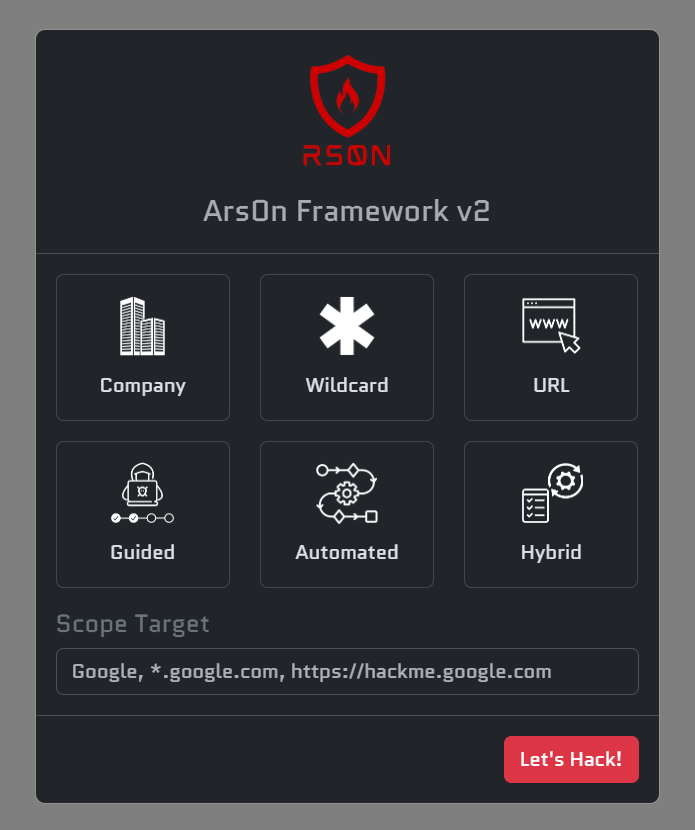 RS0N
Ars0n Framework v2
WWW
Company
Wildcard
URL
Guided
Automated
Hybrid
Scope Target
Google, *.google.com, https://hackme.google.com
Let's Hack!